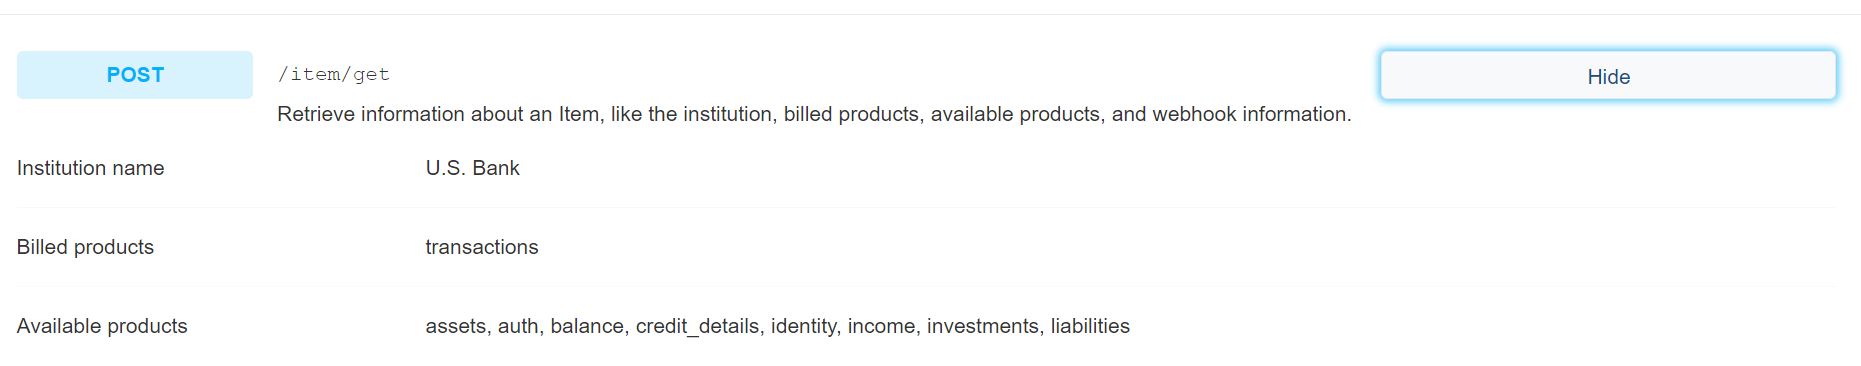 POST /item/get Hide
Retrieve information about an Item, like the institution, billed products, available products, and webhook information.
Institution name U.S. Bank
Billed products transactions
Available products assets, auth, balance, credit_details, identity, income, investments, liabilities